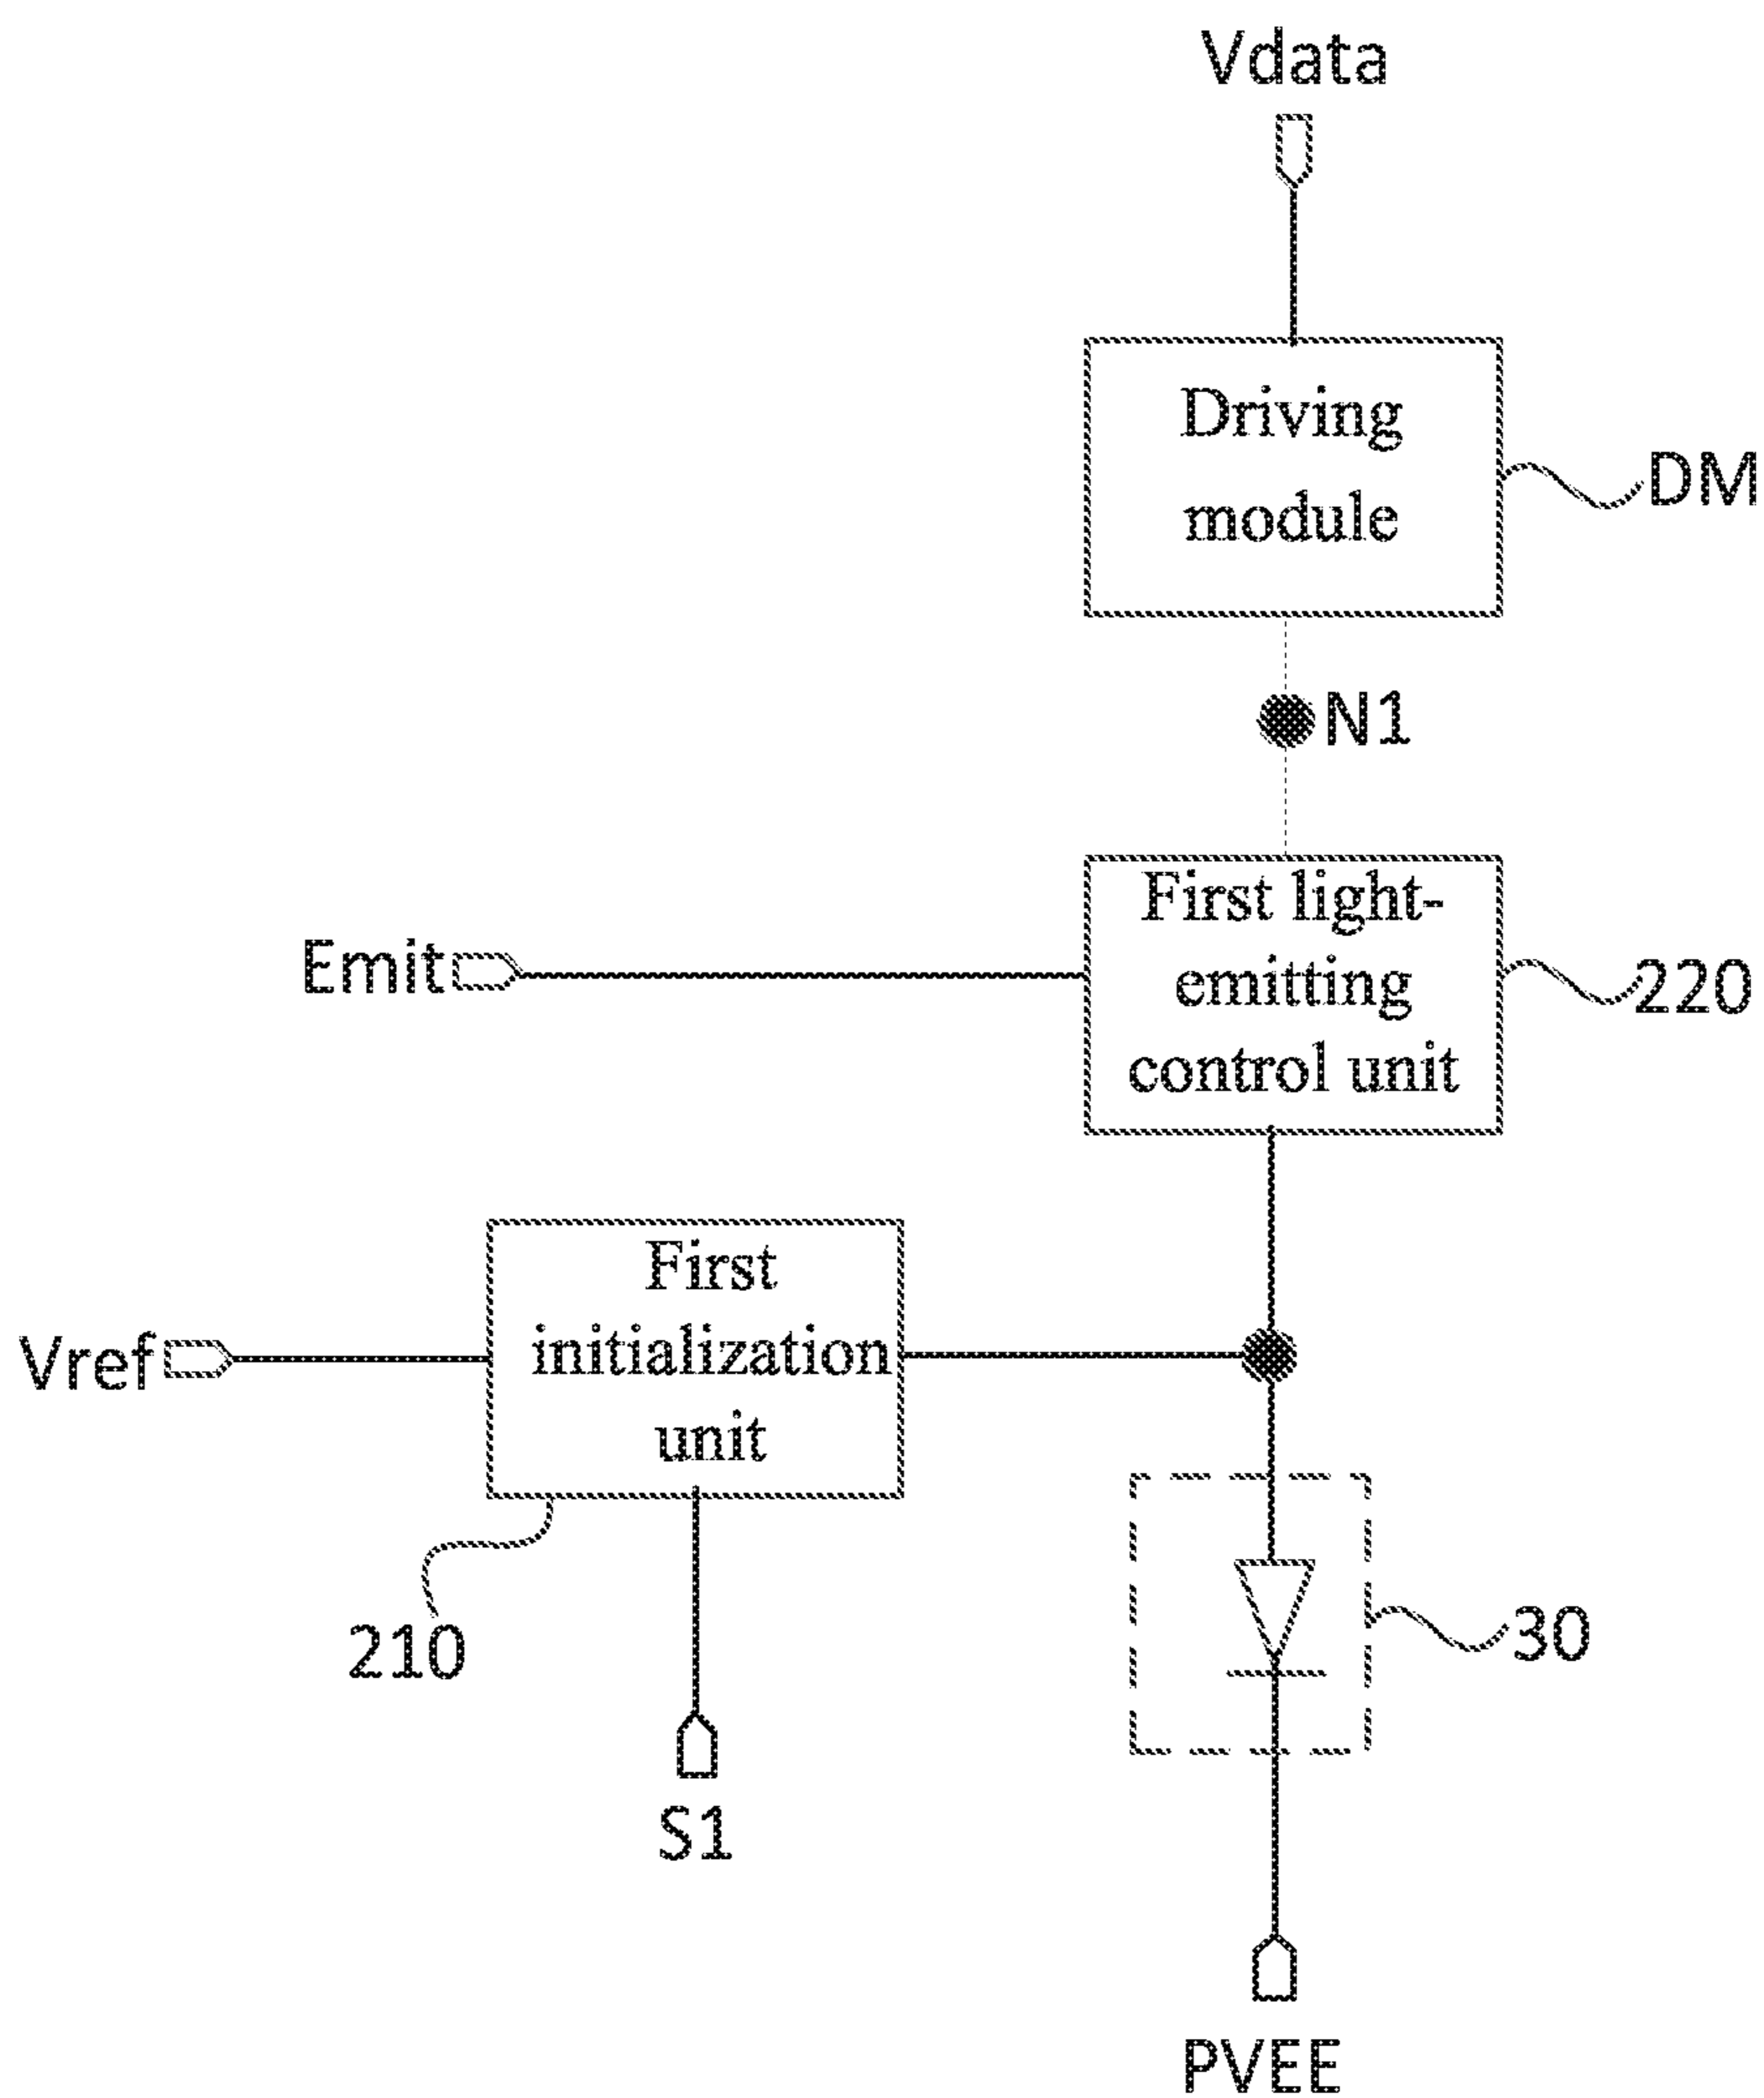 Vdata
Driving
module
DM
N1
First light-
emitting
control unit
Emit
220
First
initialization
unit
Vref
210
30
S1
PVEE